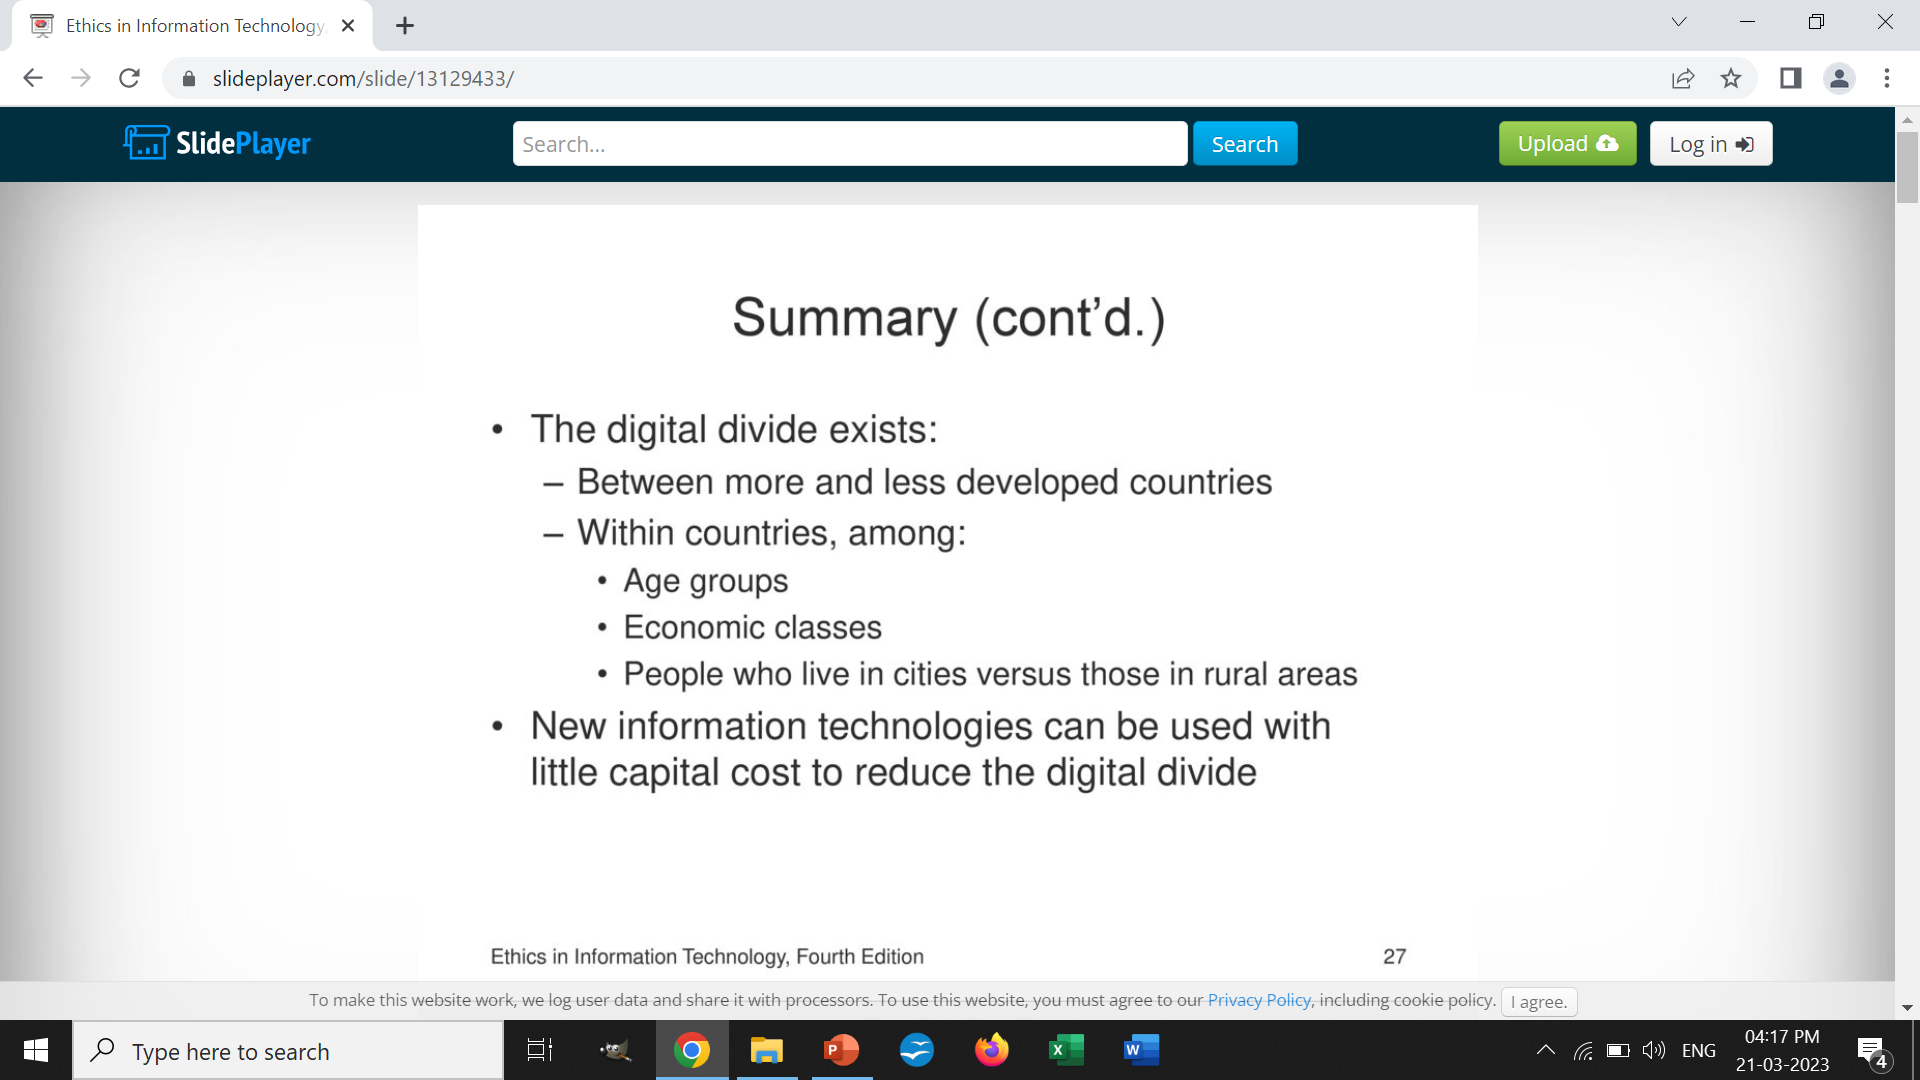 Ethics in Information Technology,
slideplayer.com/slide/13129433/
SlidePlayer
Search...
Search
Upload
Log in
Summary (cont’d.)
• The digital divide exists:
– Between more and less developed countries
– Within countries, among:
• Age groups
• Economic classes
• People who live in cities versus those in rural areas
• New information technologies can be used with
little capital cost to reduce the digital divide
Ethics in Information Technology, Fourth Edition
27
To make this website work, we log user data and share it with processors. To use this website, you must agree to our Privacy Policy, including cookie policy.
I agree.
Type here to search
P
X
W
ENG
04:17 PM
21-03-2023
4